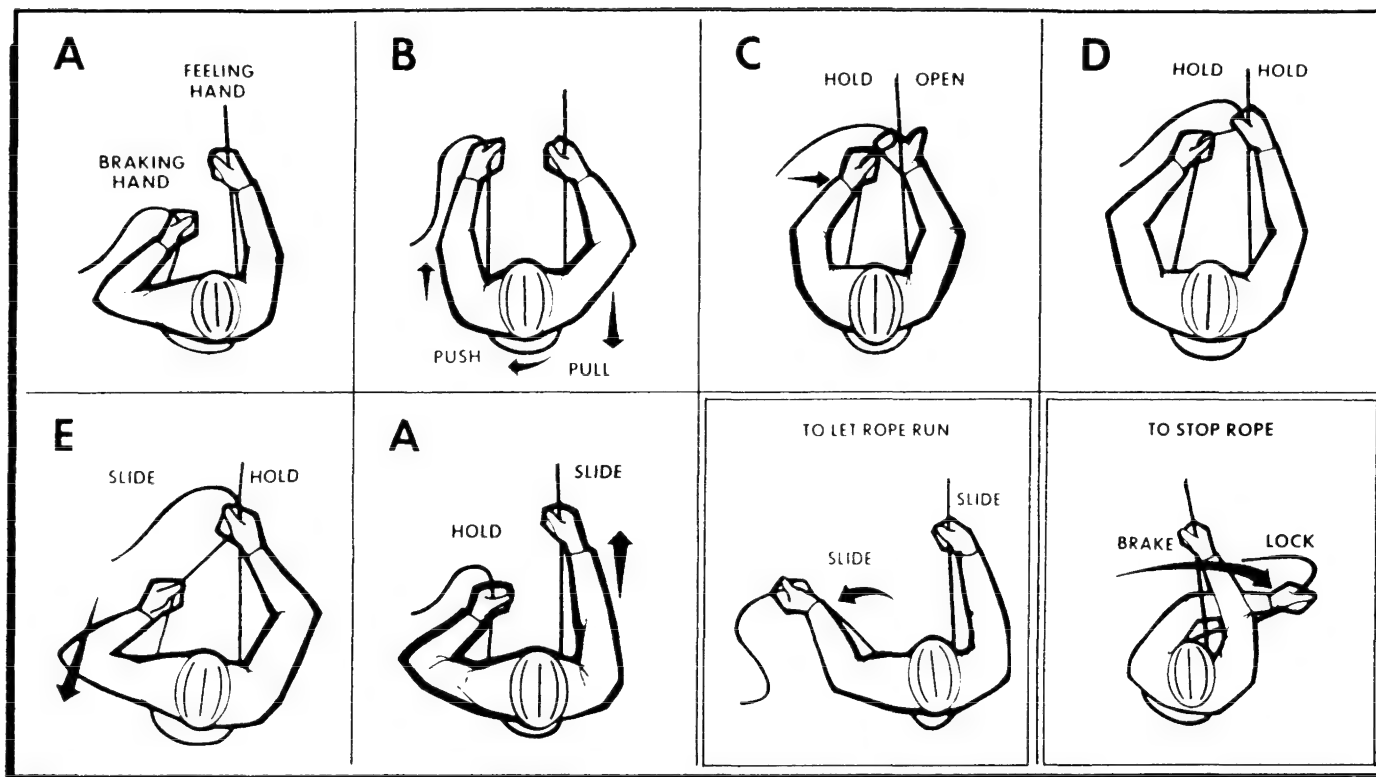 A
FEELING
HAND
BRAKING
HAND
B
PUSH
PULL
C
HOLD OPEN
D
HOLD HOLD
E
SLIDE
HOLD
A
SLIDE
HOLD
TO LET ROPE RUN
SLIDE
SLIDE
TO STOP ROPE
BRAKE
LOCK